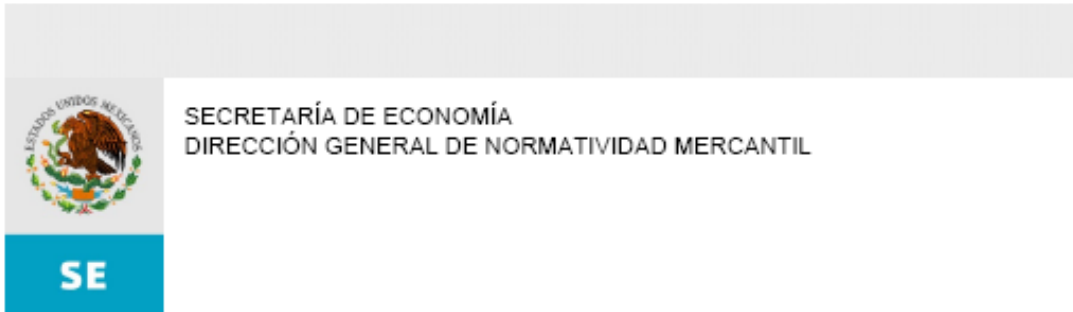 ESTADOS UNIDOS MEXICANOS
SECRETARÍA DE ECONOMÍA
DIRECCIÓN GENERAL DE NORMATIVIDAD MERCANTIL
SE